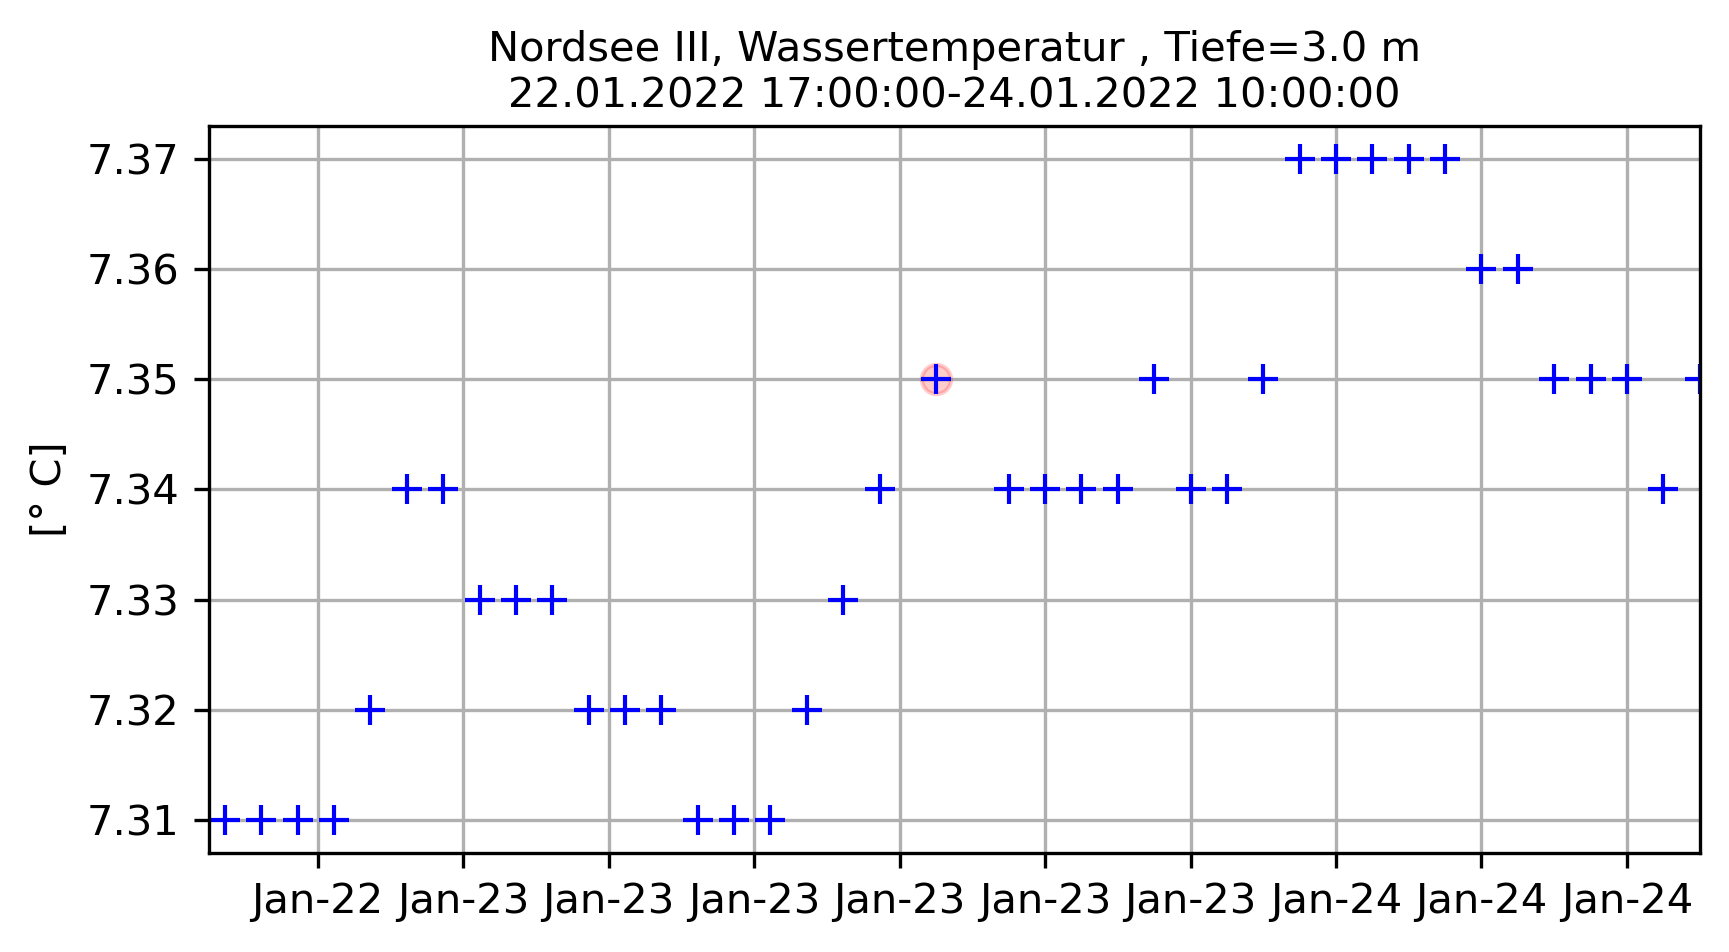 Nordsee III, Wassertemperatur , Tiefe=3.0 m
22.01.2022 17:00:00-24.01.2022 10:00:00
7.37
7.36
7.35
7.34
7.33
7.32
7.31
[° C]
Jan-22 Jan-23 Jan-23 Jan-23 Jan-23 Jan-23 Jan-23 Jan-24 Jan-24 Jan-24